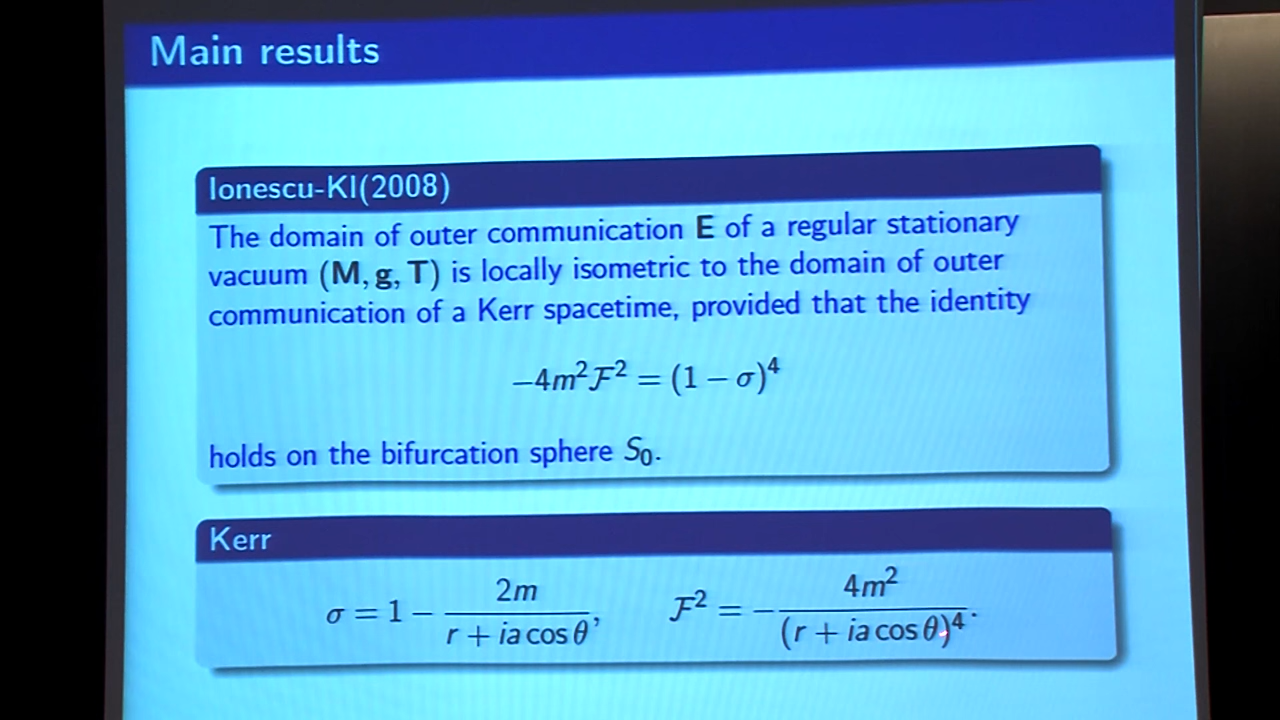 Main results
Ionescu-Kl(2008)
The domain of outer communication E of a regular stationary
vacuum (M, g, T) is locally isometric to the domain of outer
communication of a Kerr spacetime, provided that the identity
−4m²ℱ² = (1 − σ)⁴
holds on the bifurcation sphere S₀.
Kerr
σ = 1 − 2m / (r + ia cos θ), ℱ² = − 4m² / (r + ia cos θ)⁴.